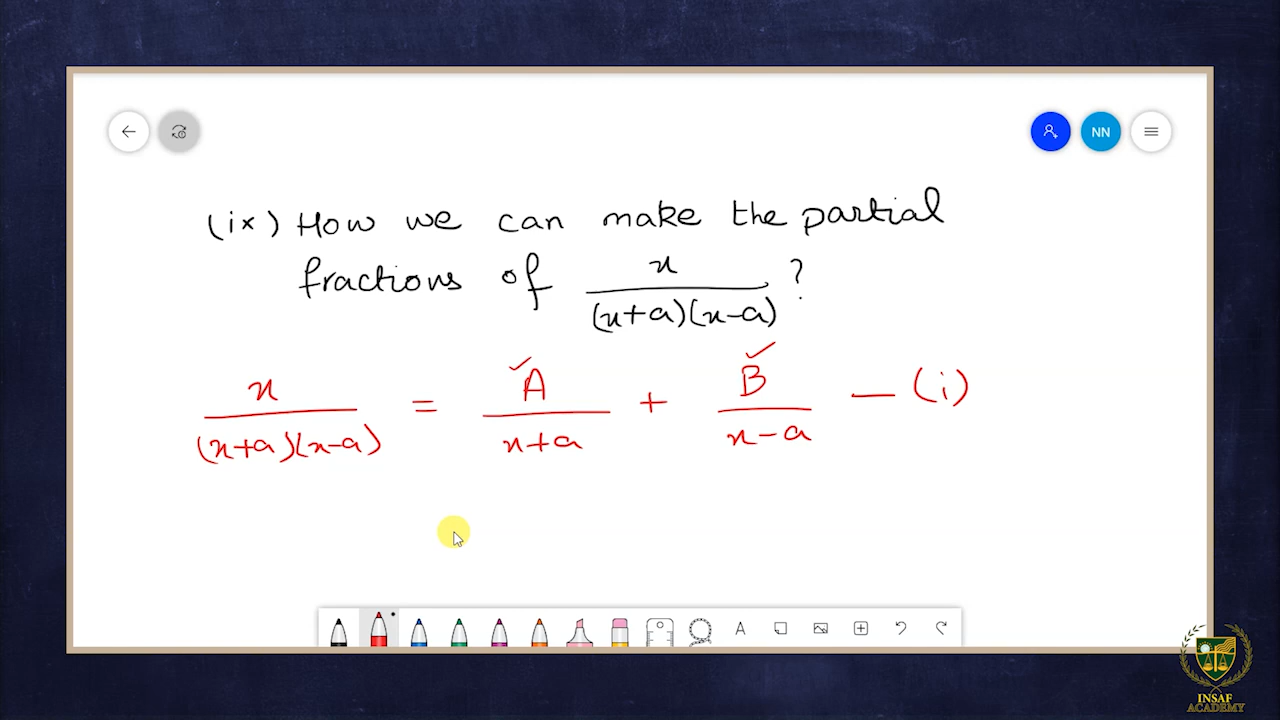 NN
(ix) How we can make the partial
fractions of x/((x+a)(x-a)) ?
x/((x+a)(x-a)) = A/(x+a) + B/(x-a) — (i)
A
INSAF
ACADEMY